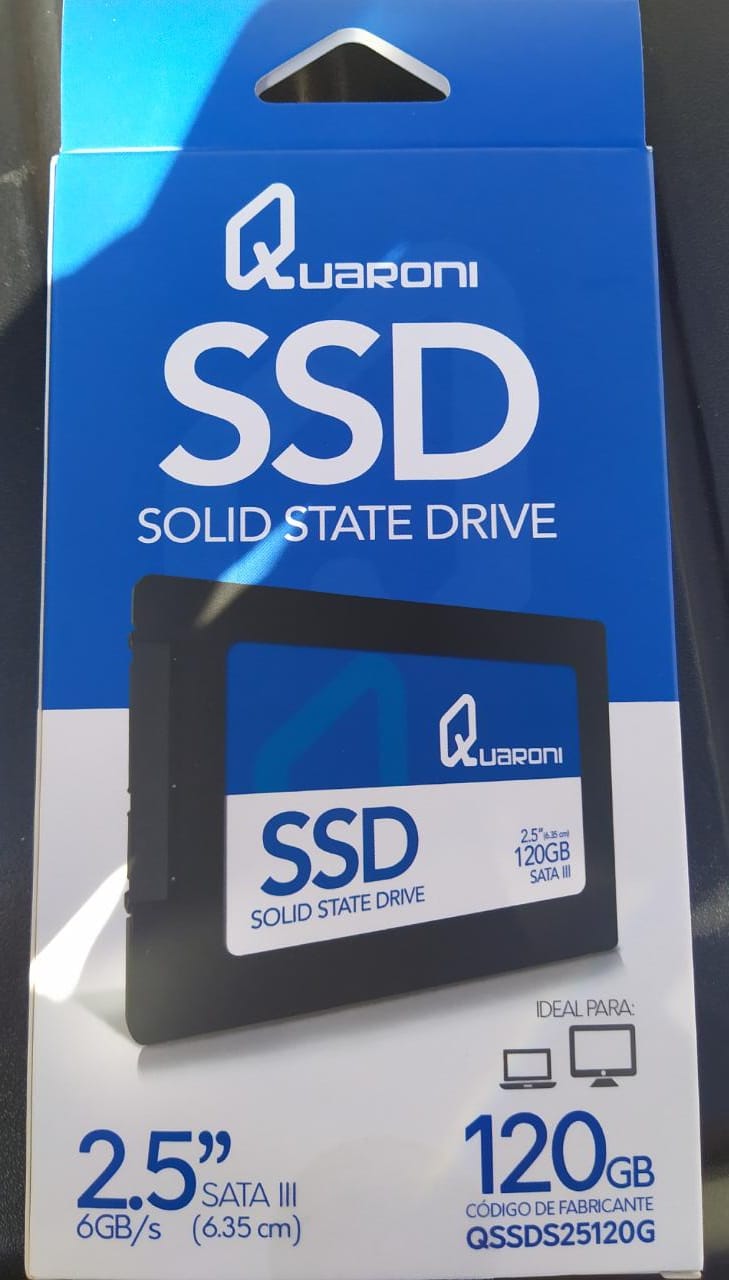 Quaroni
SSD
SOLID STATE DRIVE
Quaroni
SSD
SOLID STATE DRIVE
2.5" (6.35 cm)
120GB
SATA III
IDEAL PARA:
2.5” SATA III
6GB/s (6.35 cm)
120GB
CÓDIGO DE FABRICANTE
QSSDS25120G